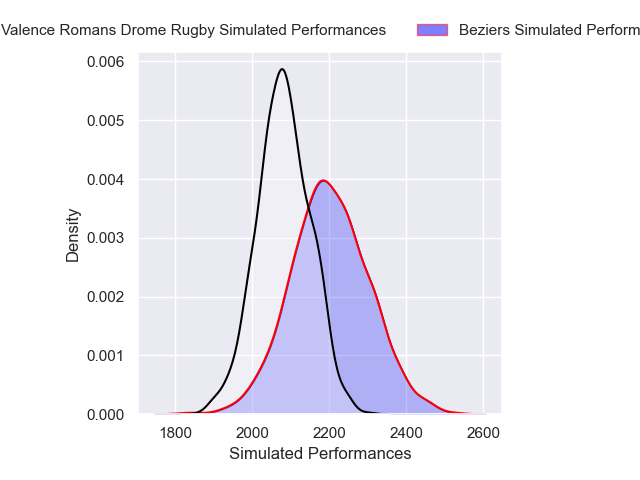 Valence Romans Drome Rugby Simulated Performances
Beziers Simulated Perform
0.006
0.005
0.004
0.003
0.002
0.001
0.000
Density
1800 2000 2200 2400 2600
Simulated Performances